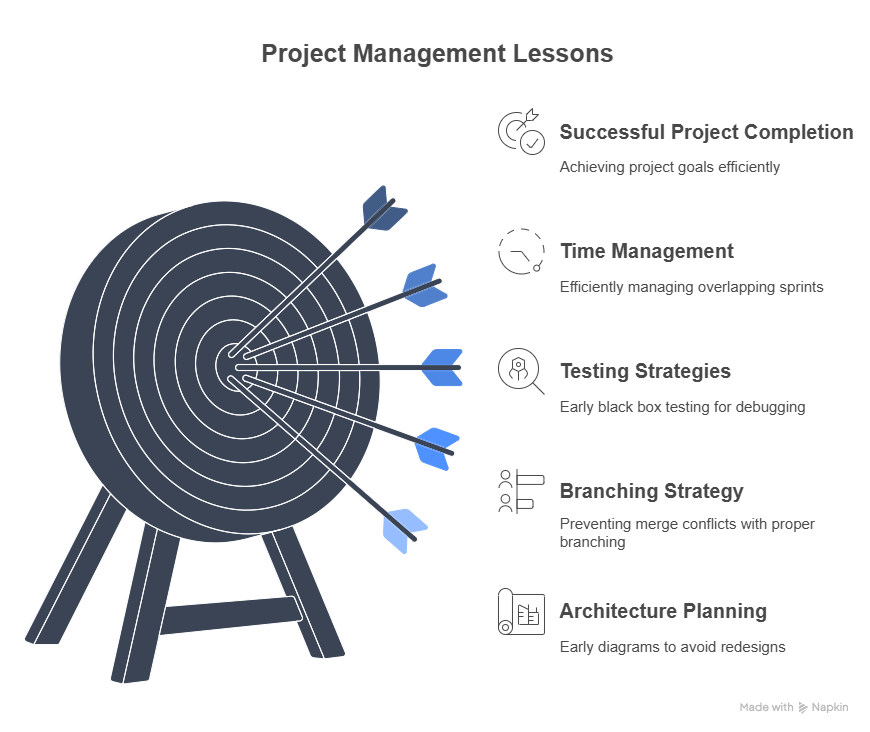 Project Management Lessons
Successful Project Completion
Achieving project goals efficiently
Time Management
Efficiently managing overlapping sprints
Testing Strategies
Early black box testing for debugging
Branching Strategy
Preventing merge conflicts with proper
branching
Architecture Planning
Early diagrams to avoid redesigns
Made with Napkin